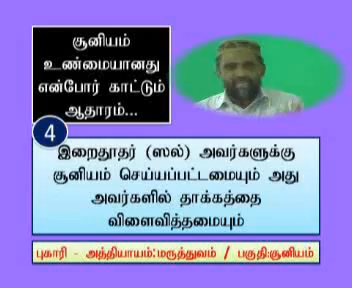 சூனியம்
உண்மையானது
என்போர் காட்டும்
ஆதாரம்...
4
இறைதூதர் (ஸல்) அவர்களுக்கு
சூனியம் செய்யப்பட்டமையும் அது
அவர்களில் தாக்கத்தை
விளைவித்தமையும்
புகாரி - அத்தியாயம்:மருத்துவம் / பகுதி:சூனியம்